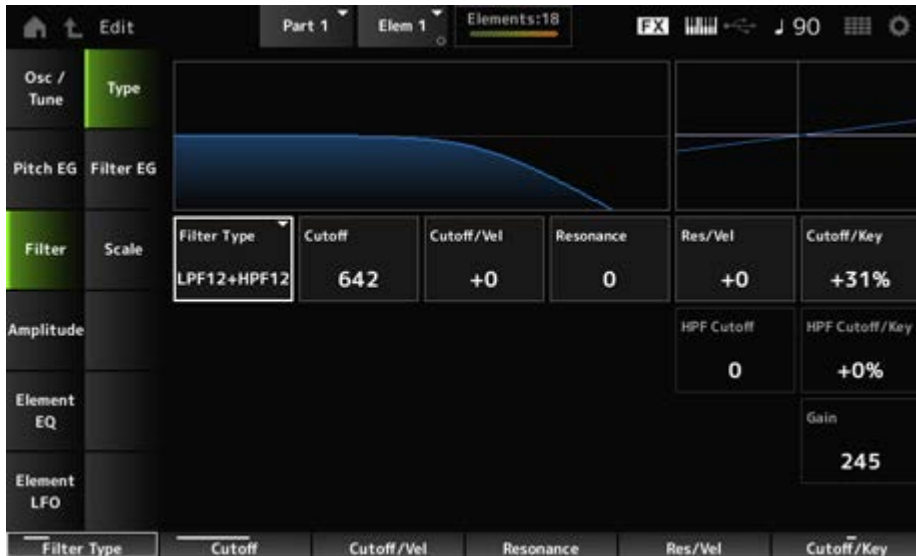 Edit
Part 1
Elem 1
Elements:18
FX
♩ 90
Osc /
Tune
Type
Pitch EG
Filter EG
Filter
Scale
Filter Type
LPF12+HPF12
Cutoff
642
Cutoff/Vel
+0
Resonance
0
Res/Vel
+0
Cutoff/Key
+31%
Amplitude
HPF Cutoff
0
HPF Cutoff/Key
+0%
Element
EQ
Gain
245
Element
LFO
Filter Type
Cutoff
Cutoff/Vel
Resonance
Res/Vel
Cutoff/Key